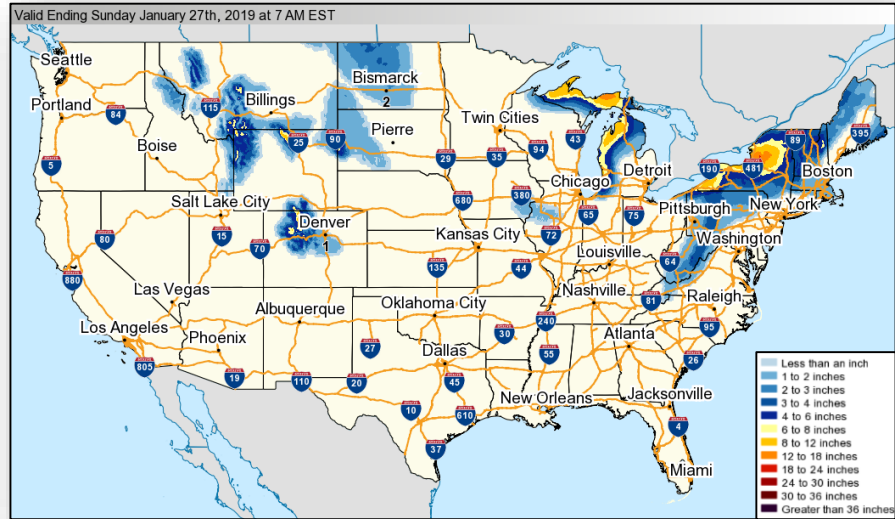 Valid Ending Sunday January 27th, 2019 at 7 AM EST
Seattle
Portland
84
5
Boise
115
Billings
25
90
Bismarck
2
Pierre
29
Twin Cities
35
94
43
Detroit
Chicago
190
481
89
395
Boston
New York
Pittsburgh
Washington
Salt Lake City
15
80
880
70
Denver
1
680
380
72
65
75
Kansas City
135
44
Louisville
64
81
Las Vegas
Los Angeles
805
Phoenix
19
Albuquerque
110
Oklahoma City
27
20
Dallas
30
45
240
Nashville
55
Atlanta
Raleigh
95
26
10
610
37
New Orleans
Jacksonville
4
Miami
Less than an inch
1 to 2 inches
2 to 3 inches
3 to 4 inches
4 to 6 inches
6 to 8 inches
8 to 12 inches
12 to 18 inches
18 to 24 inches
24 to 30 inches
30 to 36 inches
Greater than 36 inches